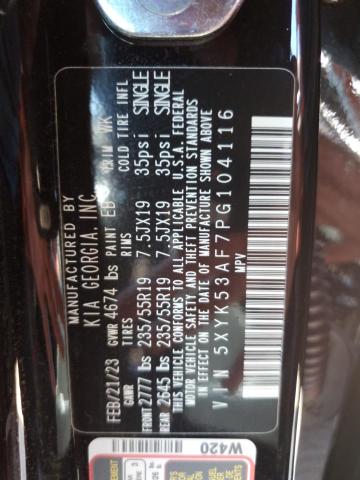 MANUFACTURED BY
KIA GEORGIA, INC
FEB/21/23 GVWR 4674 lbs PAINT EB TRIM WK
GAWR TIRES RIMS COLD TIRE INFL
FRONT 2777 lbs 235/55R19 7.5JX19 35psi SINGLE
REAR 2645 lbs 235/55R19 7.5JX19 35psi SINGLE
THIS VEHICLE CONFORMS TO ALL APPLICABLE U.S.A. FEDERAL
MOTOR VEHICLE SAFETY AND THEFT PREVENTION STANDARDS
IN EFFECT ON THE DATE OF MANUFACTURE SHOWN ABOVE
VIN 5XYK53AF7PG104116
MPV
W420